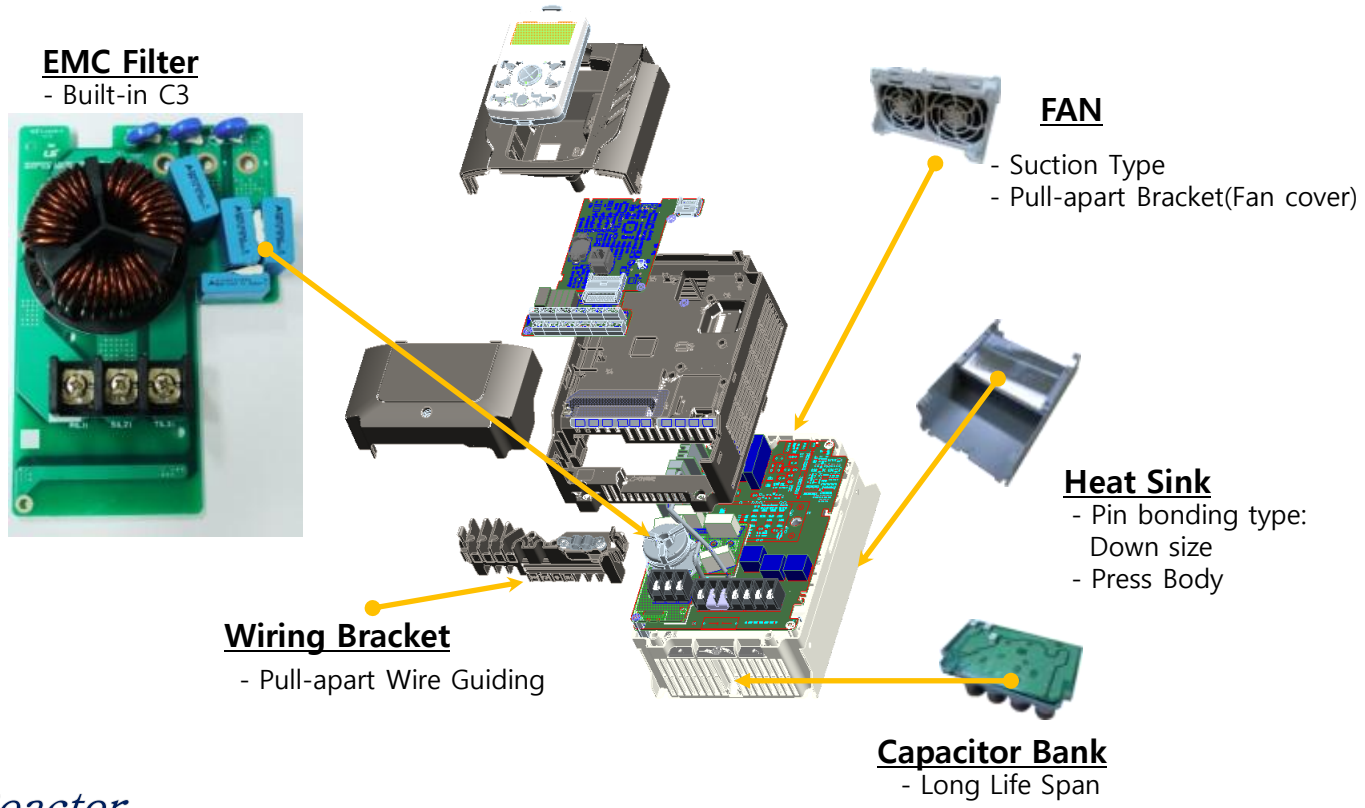 EMC Filter
- Built-in C3
FAN
- Suction Type
- Pull-apart Bracket(Fan cover)
Heat Sink
- Pin bonding type:
Down size
- Press Body
Wiring Bracket
- Pull-apart Wire Guiding
Capacitor Bank
- Long Life Span